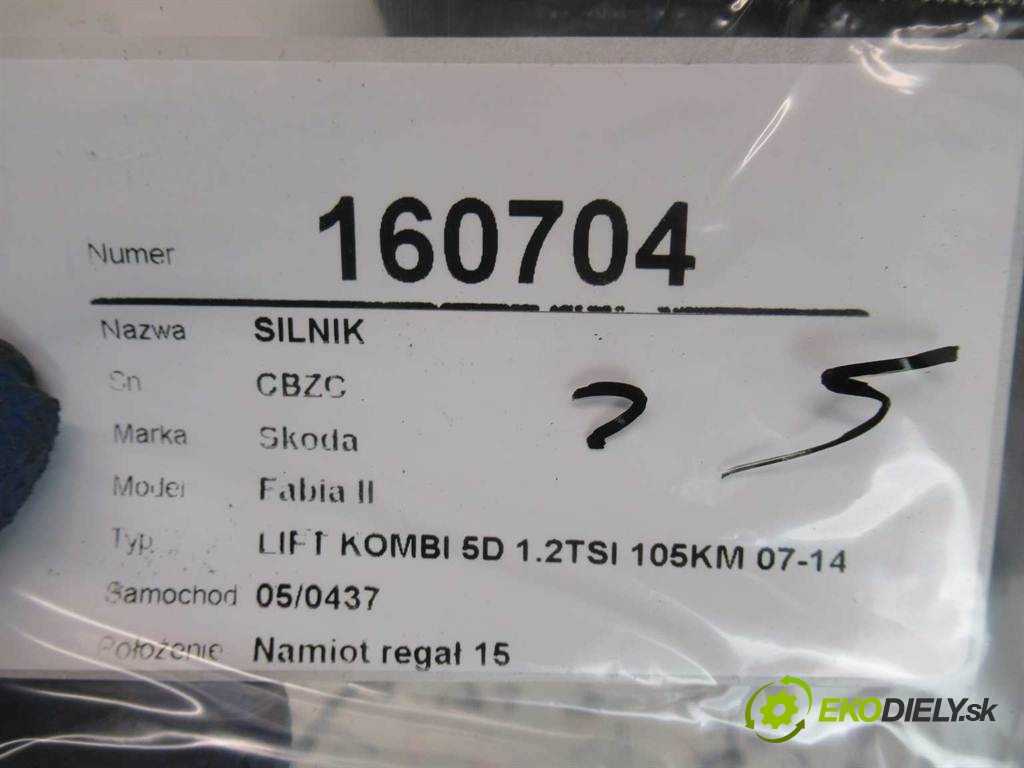 Numer 160704
Nazwa SILNIK
Sn CBZC
Marka Skoda
Model Fabia II
Typ LIFT KOMBI 5D 1.2TSI 105KM 07-14
Samochod 05/0437
Położenie Namiot regał 15
EKODIELY.sk